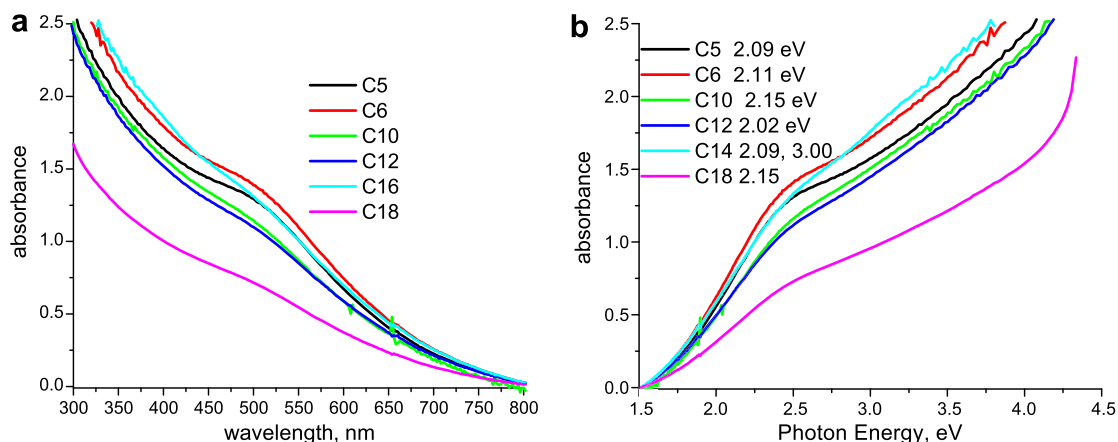 a
absorbance
2.5
2.0
1.5
1.0
0.5
0.0
300 350 400 450 500 550 600 650 700 750 800
wavelength, nm
C5
C6
C10
C12
C16
C18
b
absorbance
2.5
2.0
1.5
1.0
0.5
0.0
1.5 2.0 2.5 3.0 3.5 4.0 4.5
Photon Energy, eV
C5 2.09 eV
C6 2.11 eV
C10 2.15 eV
C12 2.02 eV
C14 2.09, 3.00
C18 2.15